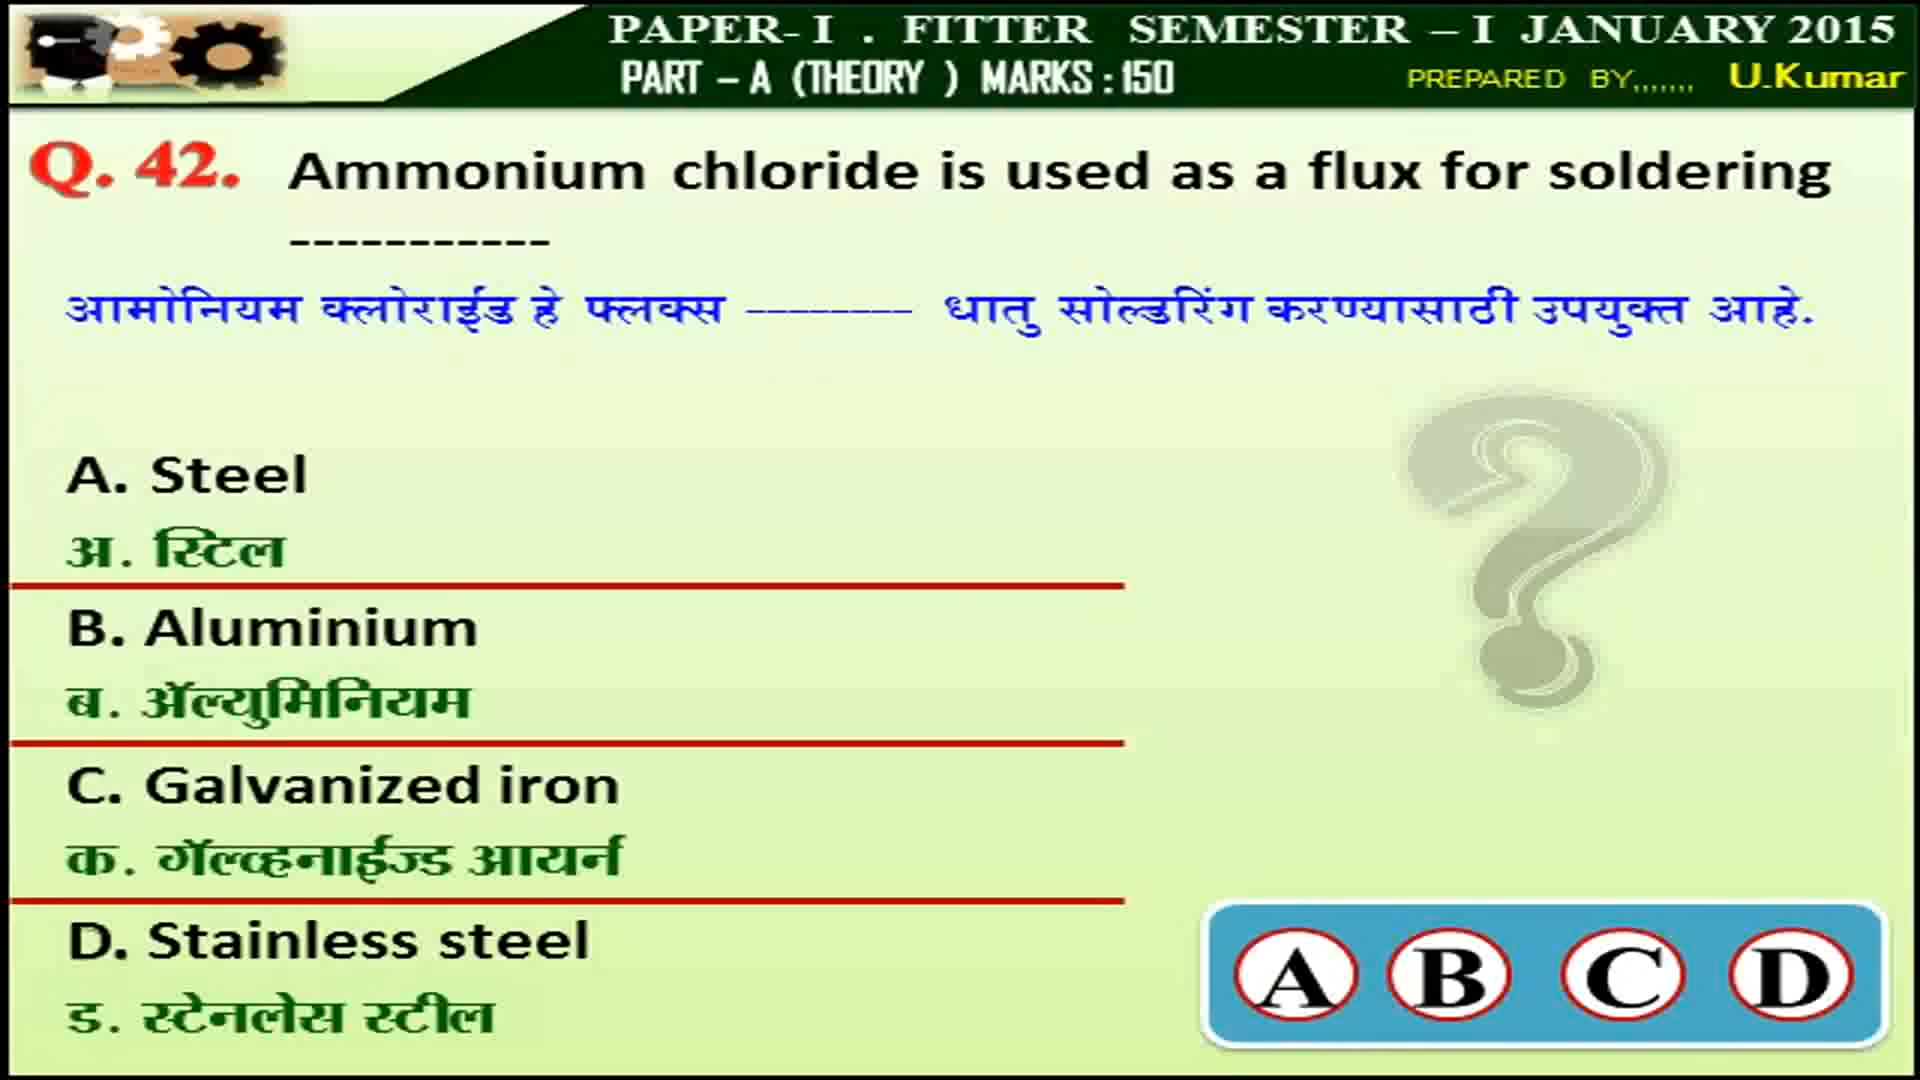 PAPER- I . FITTER SEMESTER – I JANUARY 2015
PART – A (THEORY ) MARKS : 150
PREPARED BY,,,,,,, U.Kumar
Q. 42. Ammonium chloride is used as a flux for soldering
-----------
आमोनियम क्लोराईड हे फ्लक्स -------- धातु सोल्डरिंग करण्यासाठी उपयुक्त आहे.
A. Steel
अ. स्टिल
B. Aluminium
ब. ॲल्युमिनियम
C. Galvanized iron
क. गॅल्व्हनाईज्ड आयर्न
D. Stainless steel
ड. स्टेनलेस स्टील
A B C D